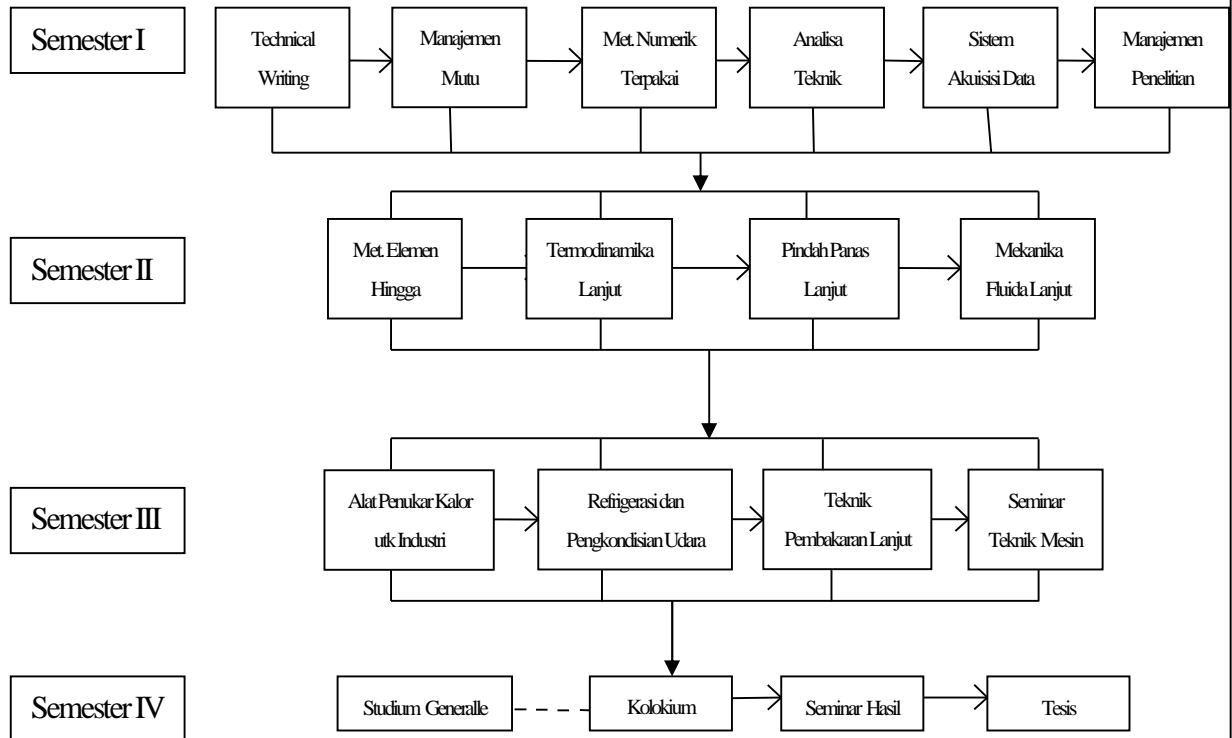 Semester I
Technical
Writing
Manajemen
Mutu
Met. Numerik
Terpakai
Analisa
Teknik
Sistem
Akuisisi Data
Manajemen
Penelitian
Semester II
Met. Elemen
Hingga
Termodinamika
Lanjut
Pindah Panas
Lanjut
Mekanika
Fluida Lanjut
Semester III
Alat Penukar Kalor
utk Industri
Refrigerasi dan
Pengkondisian Udara
Teknik
Pembakaran Lanjut
Seminar
Teknik Mesin
Semester IV
Studium Generalle
Kolokium
Seminar Hasil
Tesis